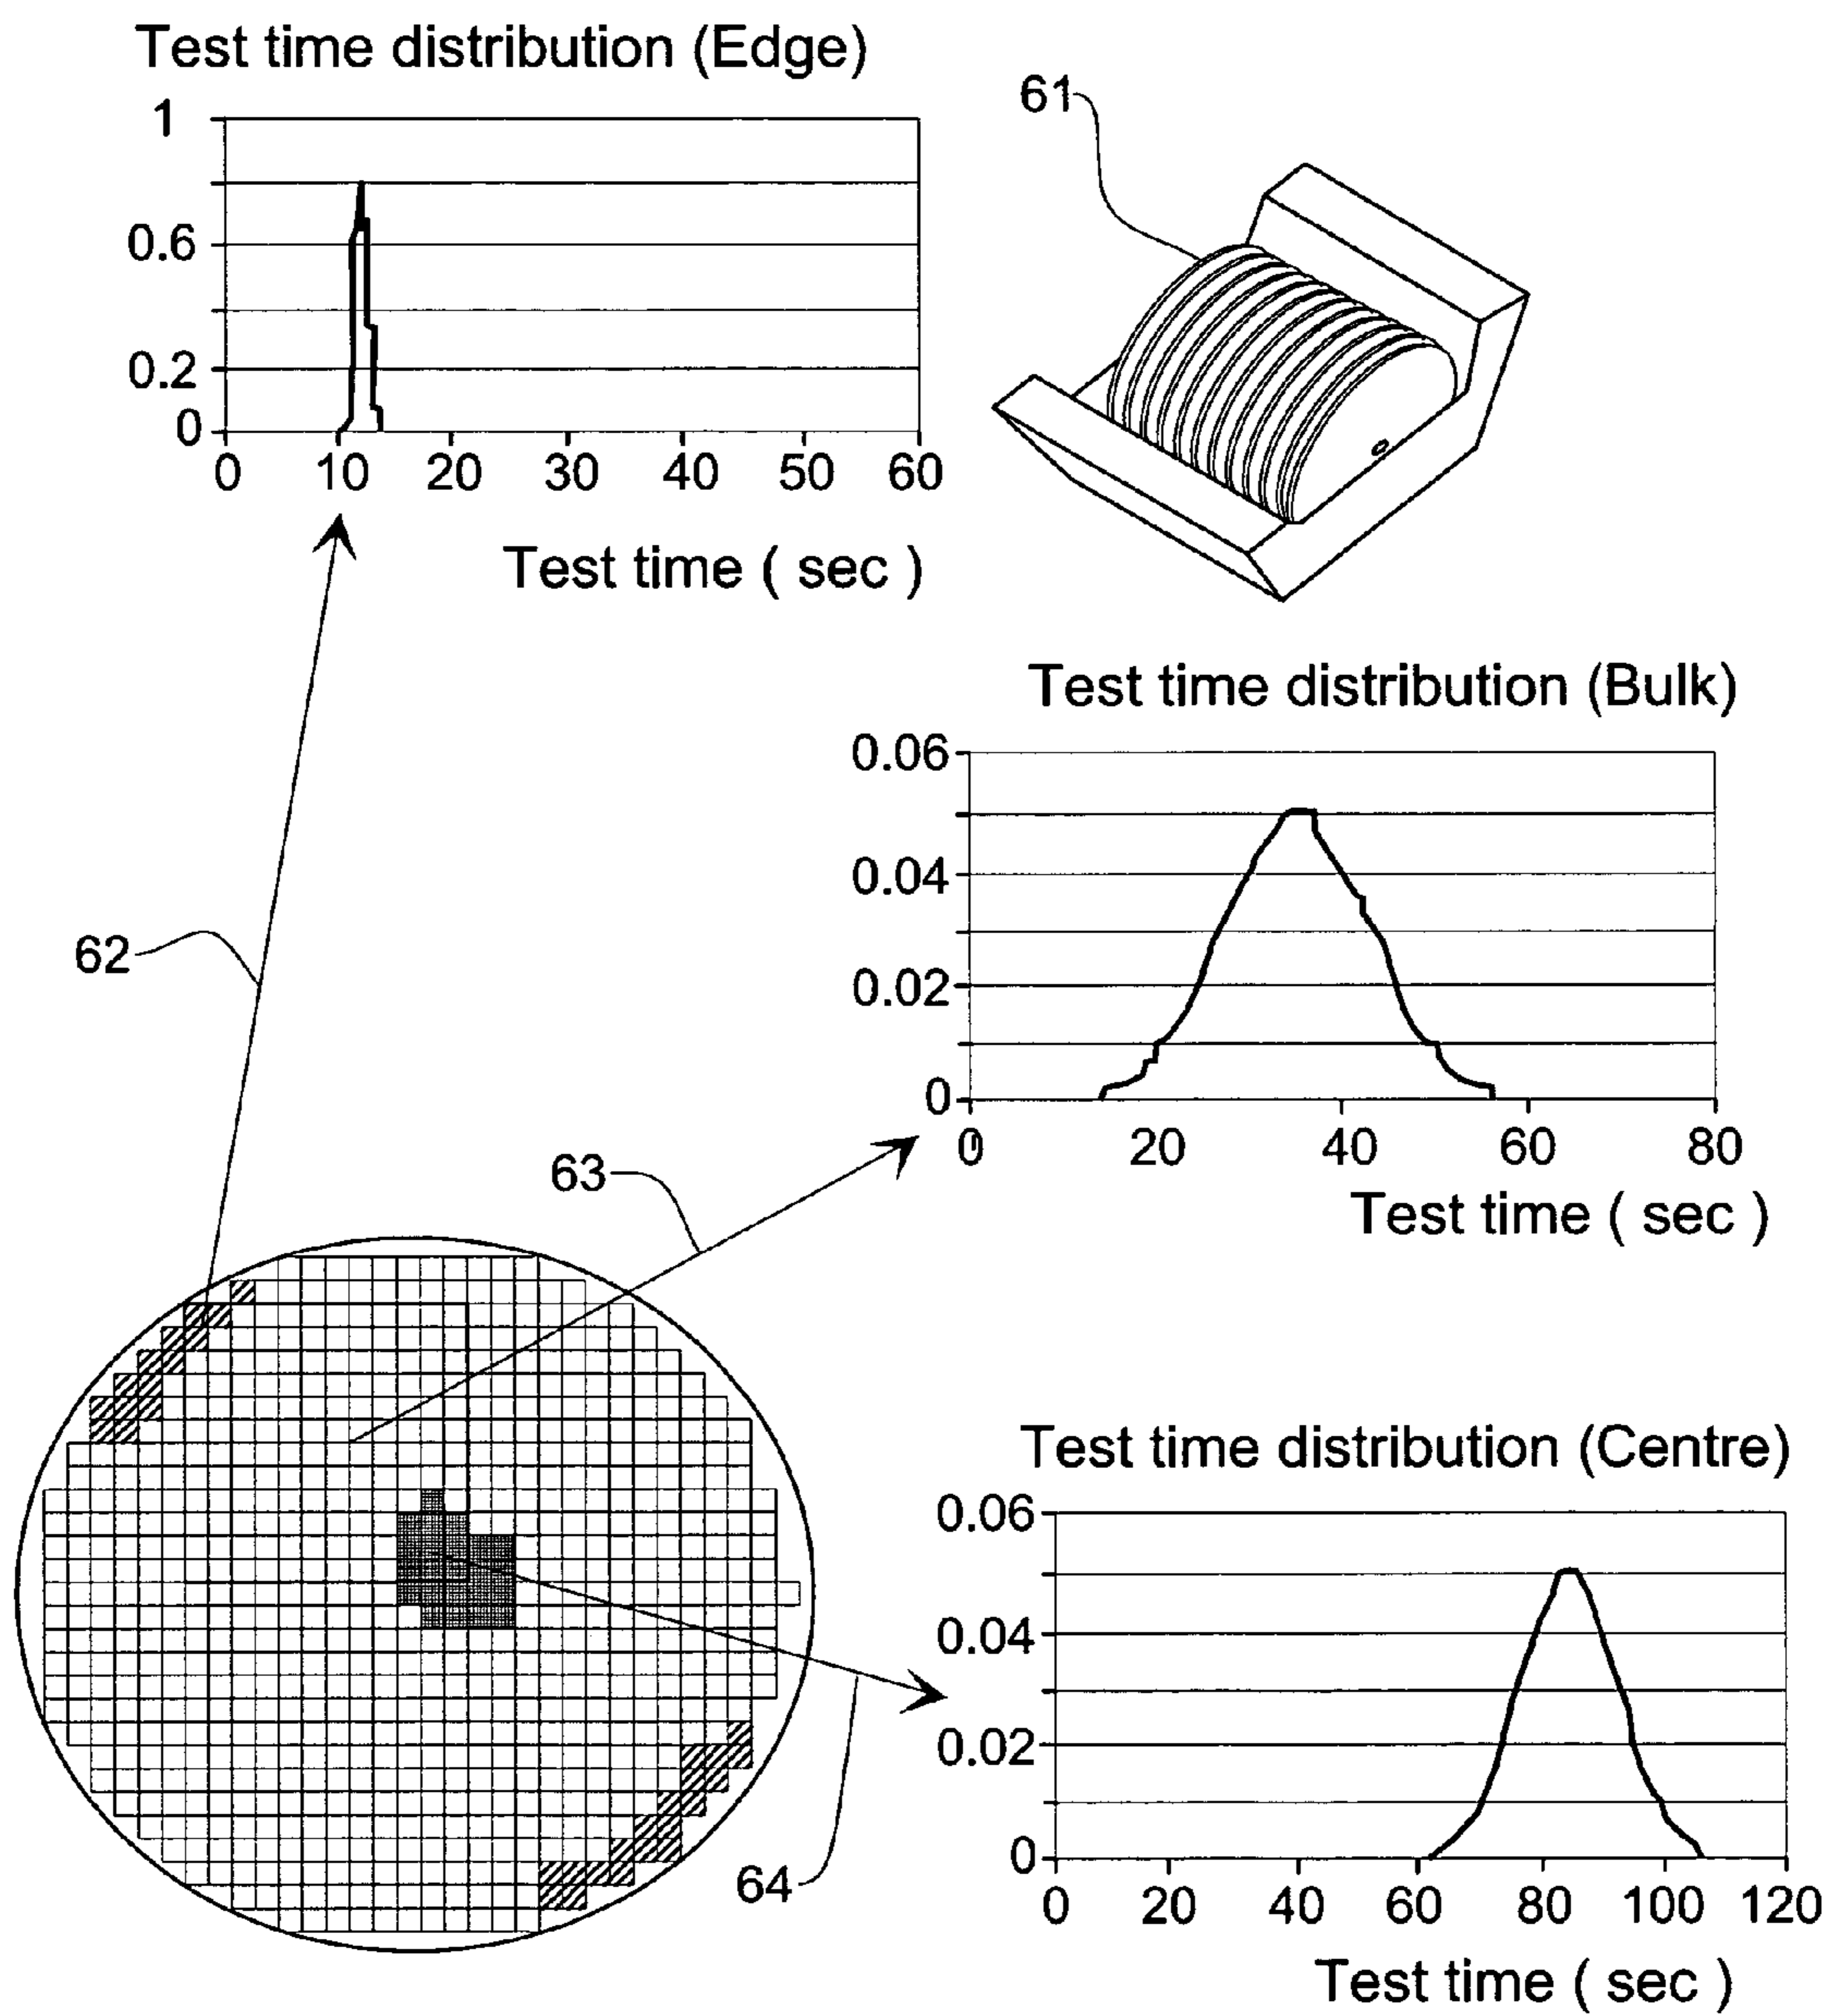 Test time distribution (Edge)
1
0.6
0.2
0
0 10 20 30 40 50 60
Test time ( sec )
61
Test time distribution (Bulk)
0.06
0.04
0.02
0
0 20 40 60 80
Test time ( sec )
62
63
Test time distribution (Centre)
0.06
0.04
0.02
0
0 20 40 60 80 100 120
Test time ( sec )
64